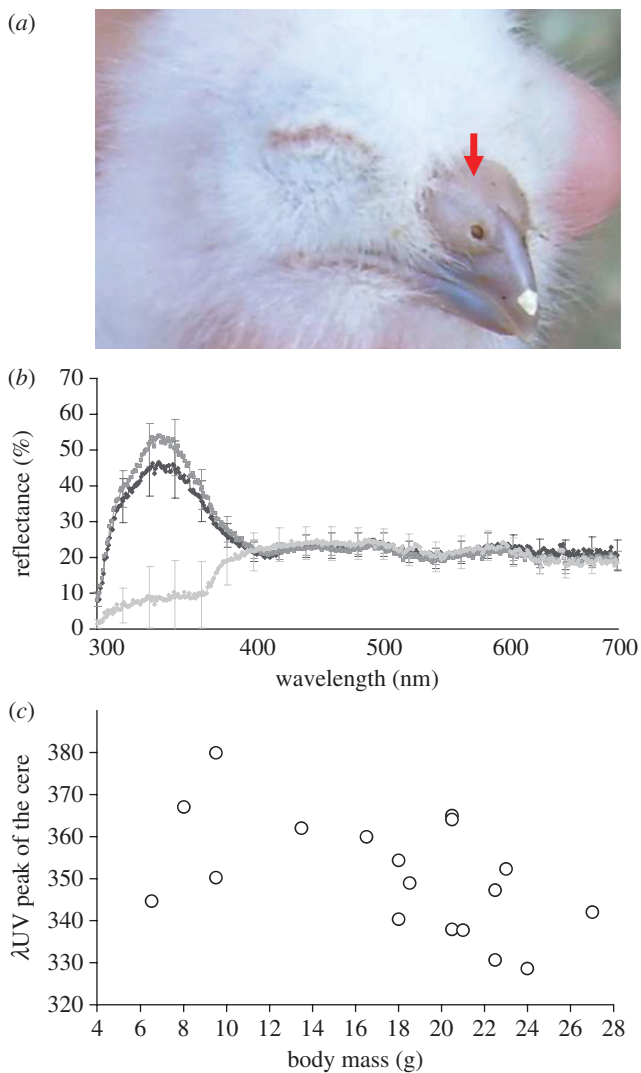 (a)
(b)
70
60
50
40
30
20
10
0
reflectance (%)
300 400 500 600 700
wavelength (nm)
(c)
380
370
360
350
340
330
320
λUV peak of the cere
4 6 8 10 12 14 16 18 20 22 24 26 28
body mass (g)